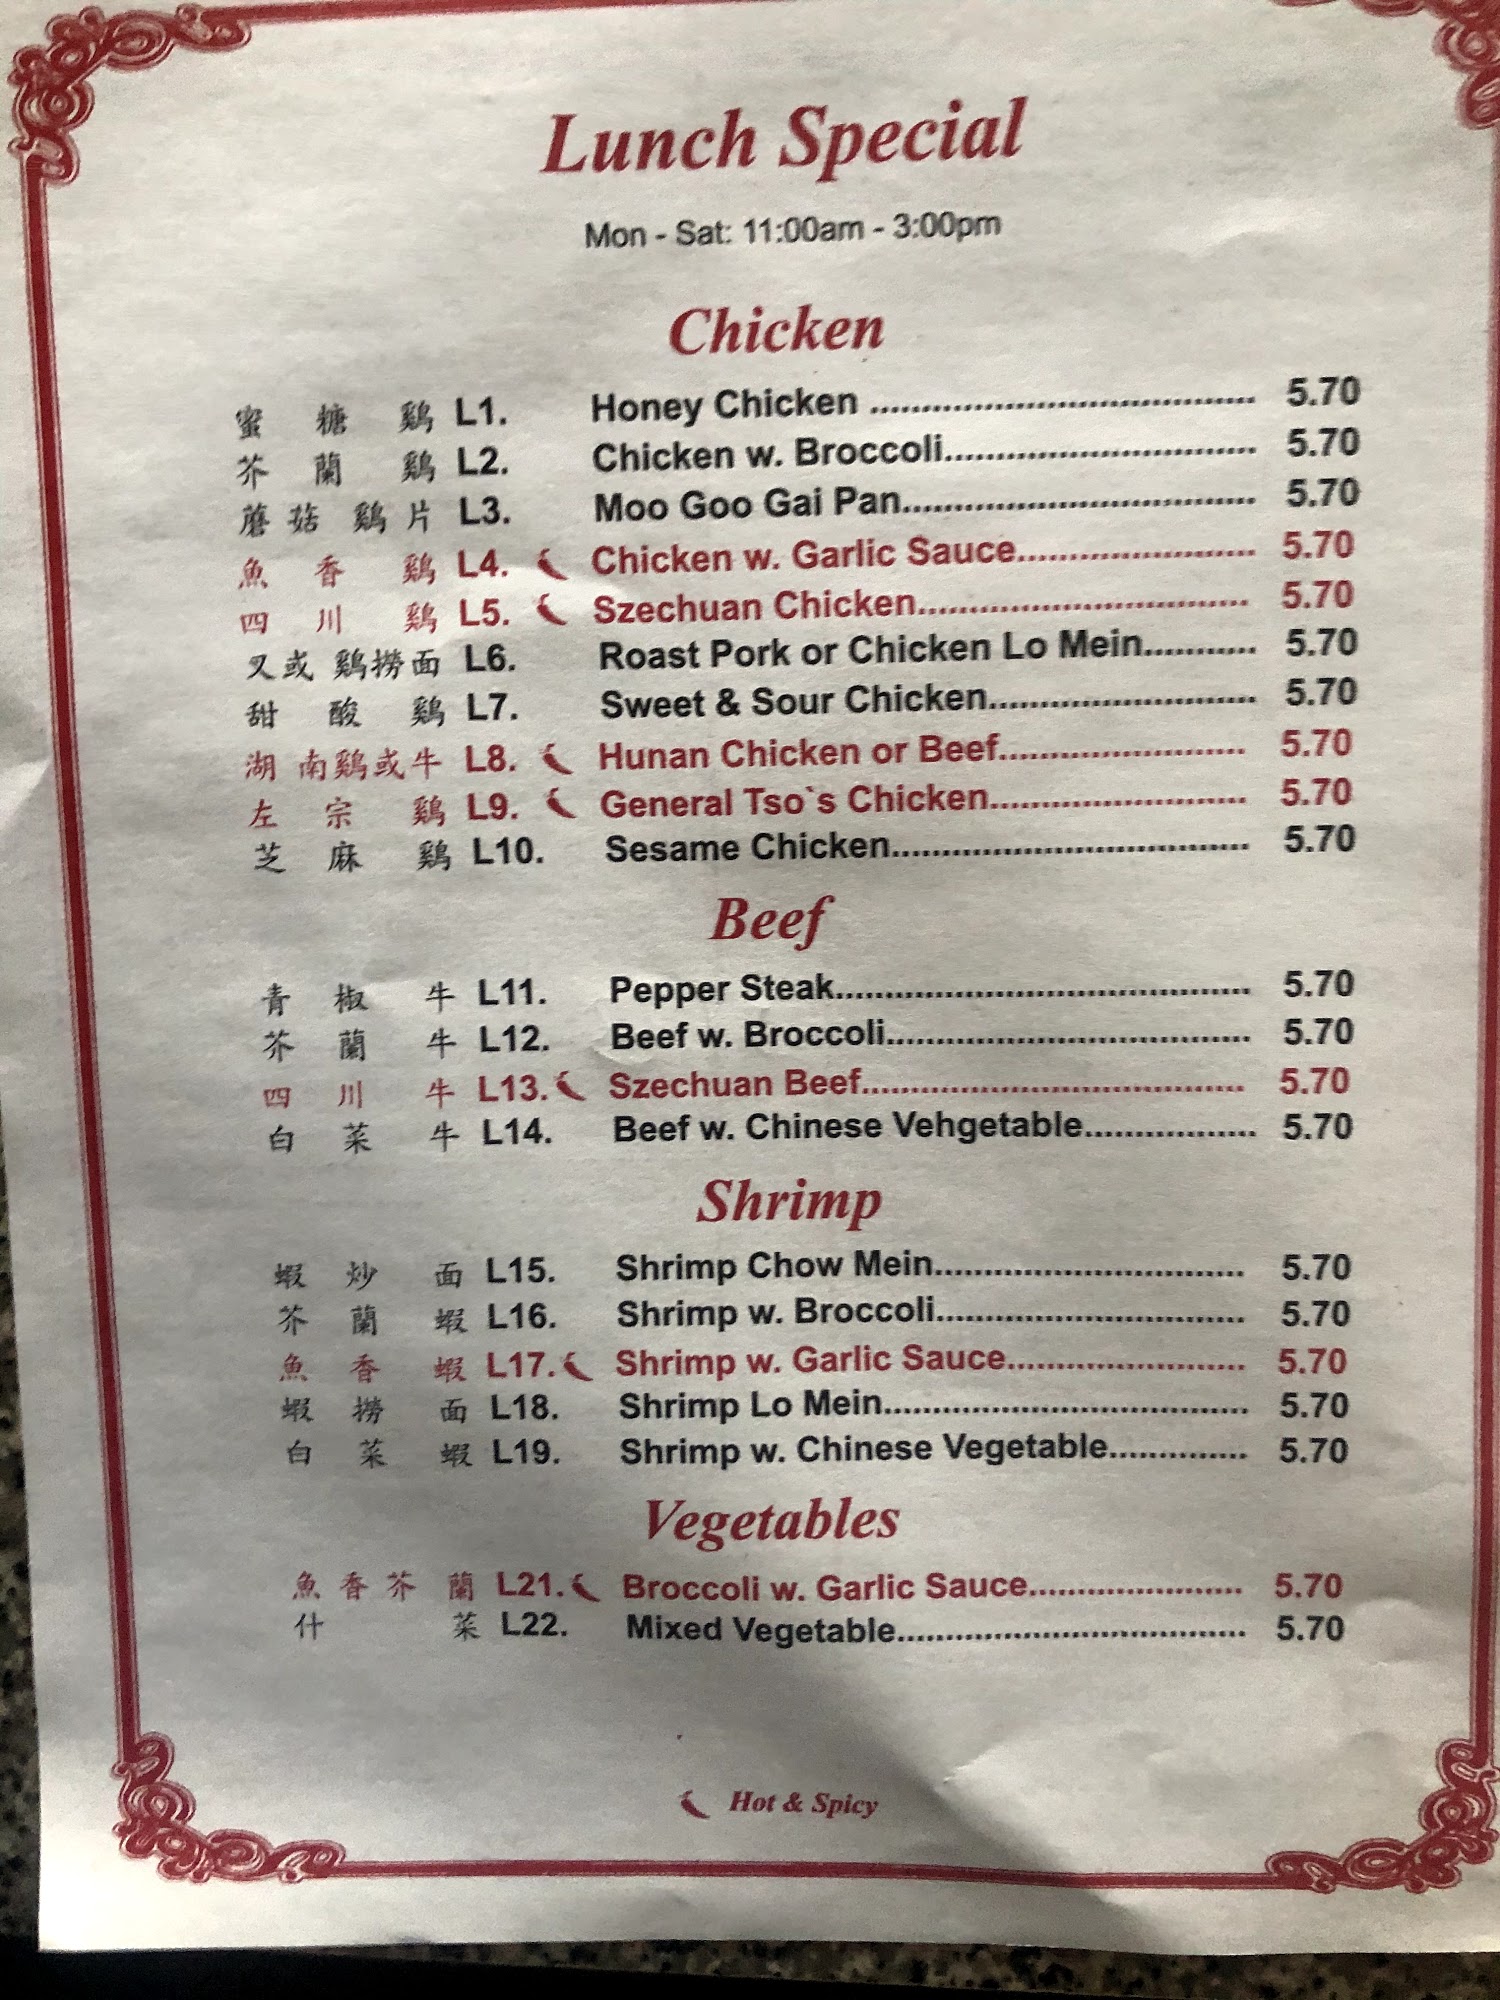 Lunch Special
Mon - Sat: 11:00am - 3:00pm
Chicken
蜜 糖 鷄 L1. Honey Chicken ........................................ 5.70
芥 蘭 鷄 L2. Chicken w. Broccoli................................ 5.70
蘑 菇 鷄 片 L3. Moo Goo Gai Pan.................................... 5.70
魚 香 鷄 L4. Chicken w. Garlic Sauce........................ 5.70
四 川 鷄 L5. Szechuan Chicken.................................. 5.70
叉或 鷄撈面 L6. Roast Pork or Chicken Lo Mein............ 5.70
甜 酸 鷄 L7. Sweet & Sour Chicken........................... 5.70
湖 南鷄或牛 L8. Hunan Chicken or Beef......................... 5.70
左 宗 鷄 L9. General Tso`s Chicken.......................... 5.70
芝 麻 鷄 L10. Sesame Chicken.................................... 5.70
Beef
青 椒 牛 L11. Pepper Steak.......................................... 5.70
芥 蘭 牛 L12. Beef w. Broccoli..................................... 5.70
四 川 牛 L13. Szechuan Beef....................................... 5.70
白 菜 牛 L14. Beef w. Chinese Vehgetable.................. 5.70
Shrimp
蝦 炒 面 L15. Shrimp Chow Mein................................ 5.70
芥 蘭 蝦 L16. Shrimp w. Broccoli............................... 5.70
魚 香 蝦 L17. Shrimp w. Garlic Sauce........................ 5.70
蝦 撈 面 L18. Shrimp Lo Mein..................................... 5.70
白 菜 蝦 L19. Shrimp w. Chinese Vegetable.............. 5.70
Vegetables
魚 香 芥 蘭 L21. Broccoli w. Garlic Sauce...................... 5.70
什 菜 L22. Mixed Vegetable.................................... 5.70
Hot & Spicy